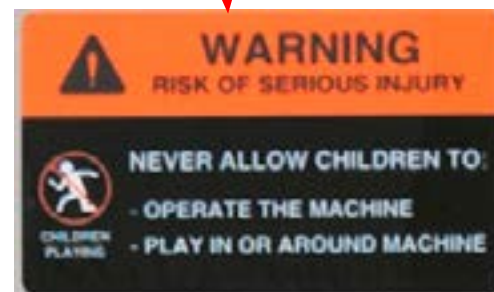 WARNING
RISK OF SERIOUS INJURY
NEVER ALLOW CHILDREN TO:
- OPERATE THE MACHINE
- PLAY IN OR AROUND MACHINE
CHILDREN
PLAYING